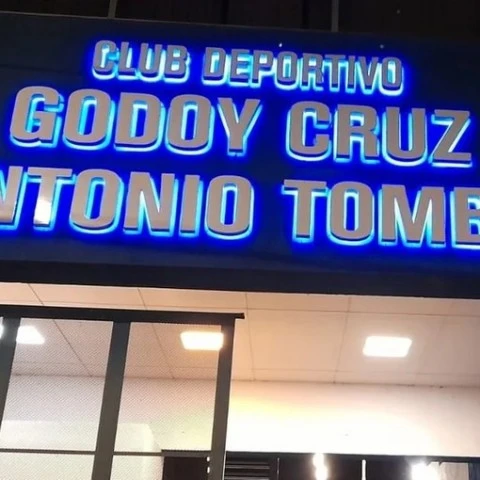 CLUB DEPORTIVO
GODOY CRUZ
NTONIO TOMB